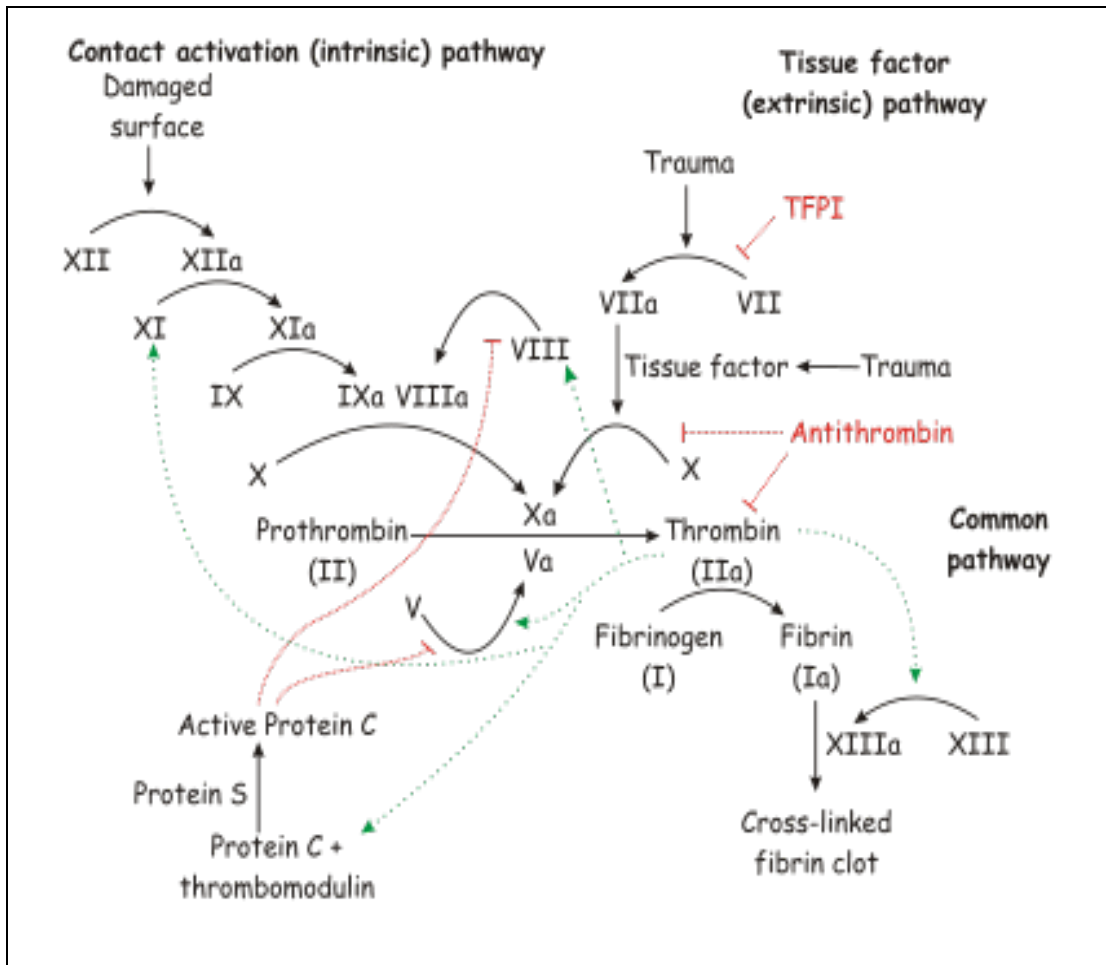 Contact activation (intrinsic) pathway
Damaged
surface
Tissue factor
(extrinsic) pathway
Trauma
TFPI
XII
XIIa
VIIa
VII
XI
XIa
VIII
Tissue factor
Trauma
IX
IXa VIIIa
Antithrombin
X
X
Xa
Prothrombin
(II)
Thrombin
(IIa)
Common
pathway
Va
V
Fibrinogen
(I)
Fibrin
(Ia)
Active Protein C
XIIIa
XIII
Protein S
Protein C +
thrombomodulin
Cross-linked
fibrin clot